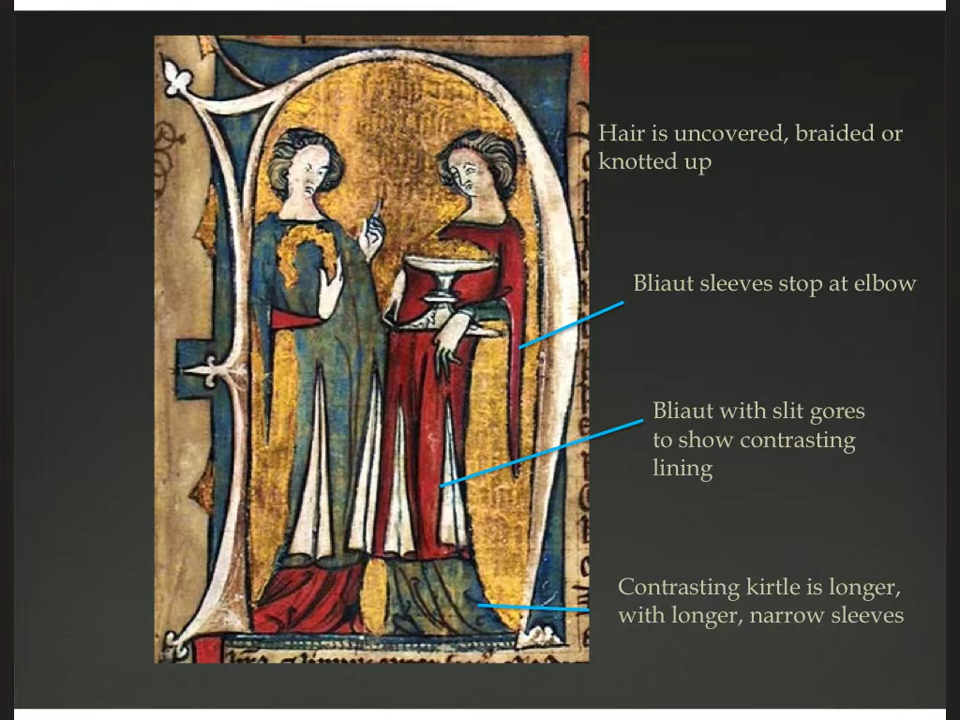 Hair is uncovered, braided or
knotted up
Bliaut sleeves stop at elbow
Bliaut with slit gores
to show contrasting
lining
Contrasting kirtle is longer,
with longer, narrow sleeves